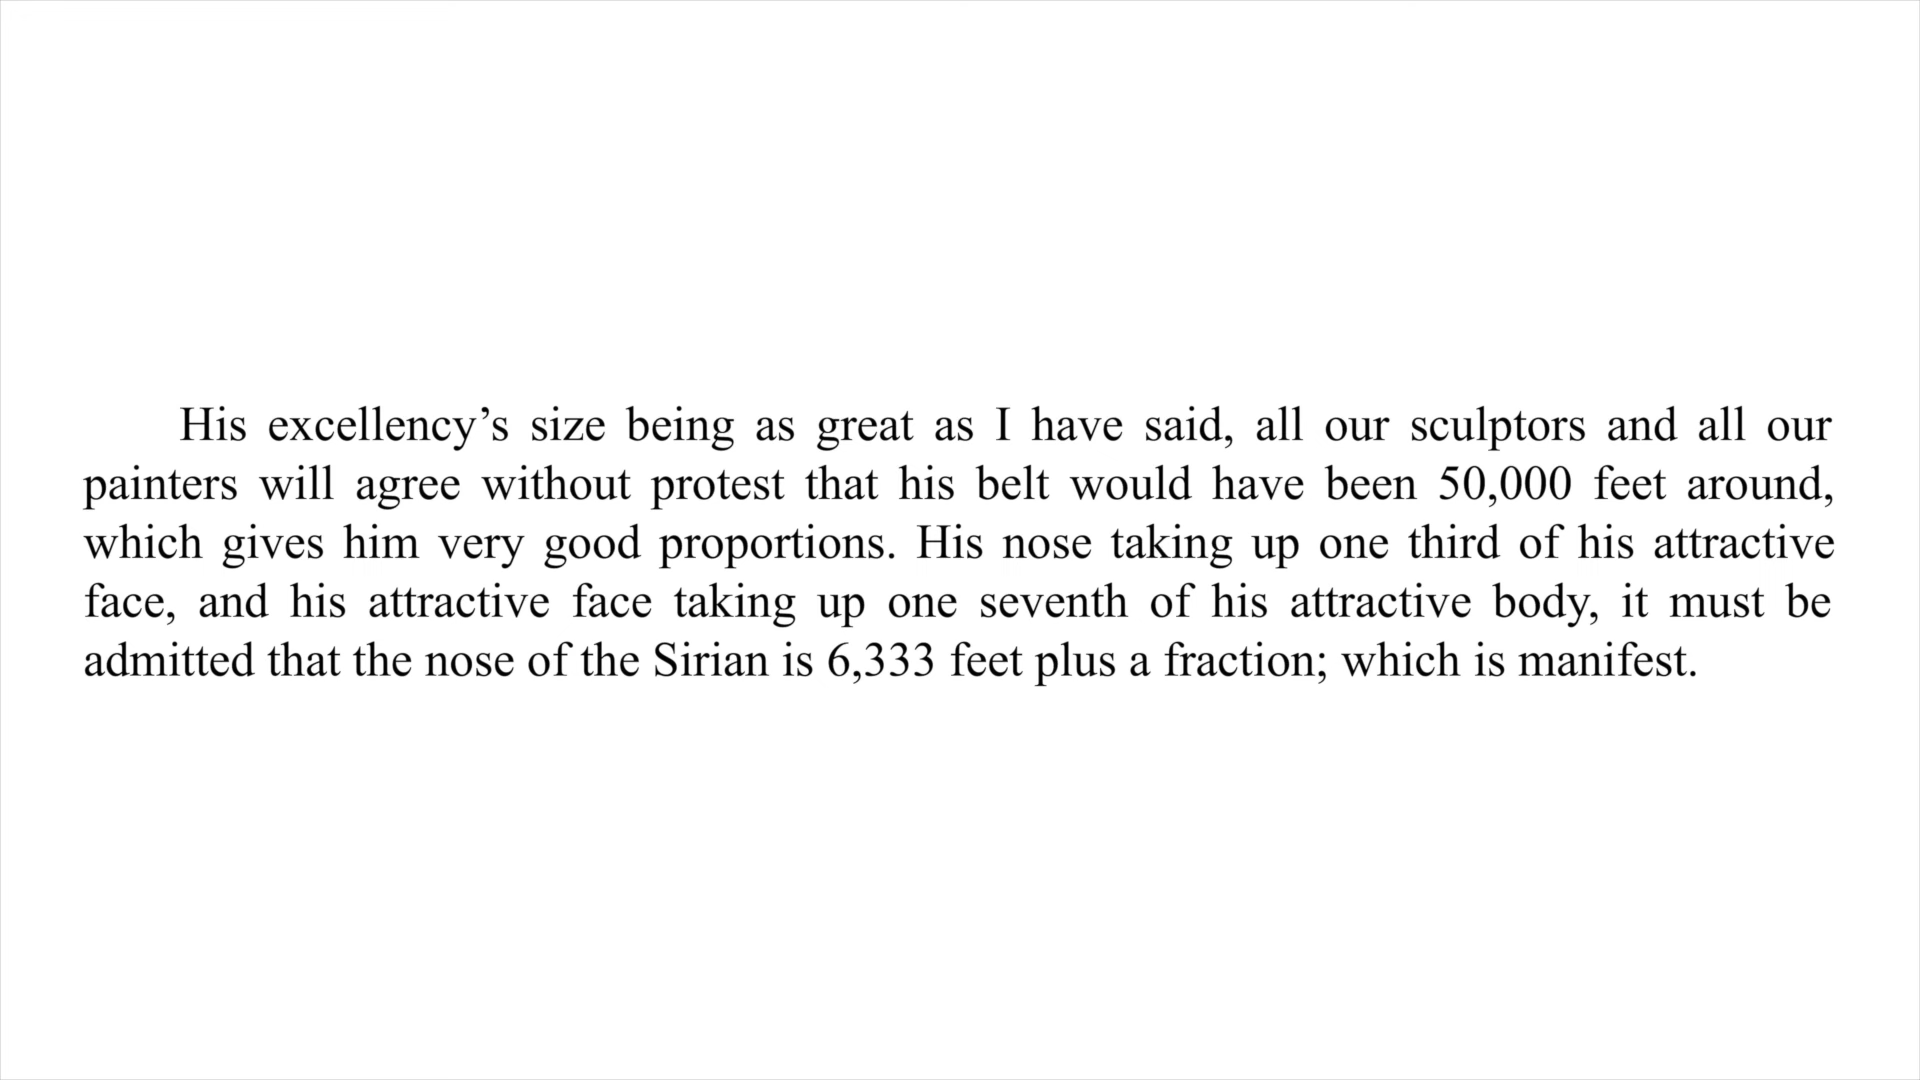 His excellency’s size being as great as I have said, all our sculptors and all our
painters will agree without protest that his belt would have been 50,000 feet around,
which gives him very good proportions. His nose taking up one third of his attractive
face, and his attractive face taking up one seventh of his attractive body, it must be
admitted that the nose of the Sirian is 6,333 feet plus a fraction; which is manifest.